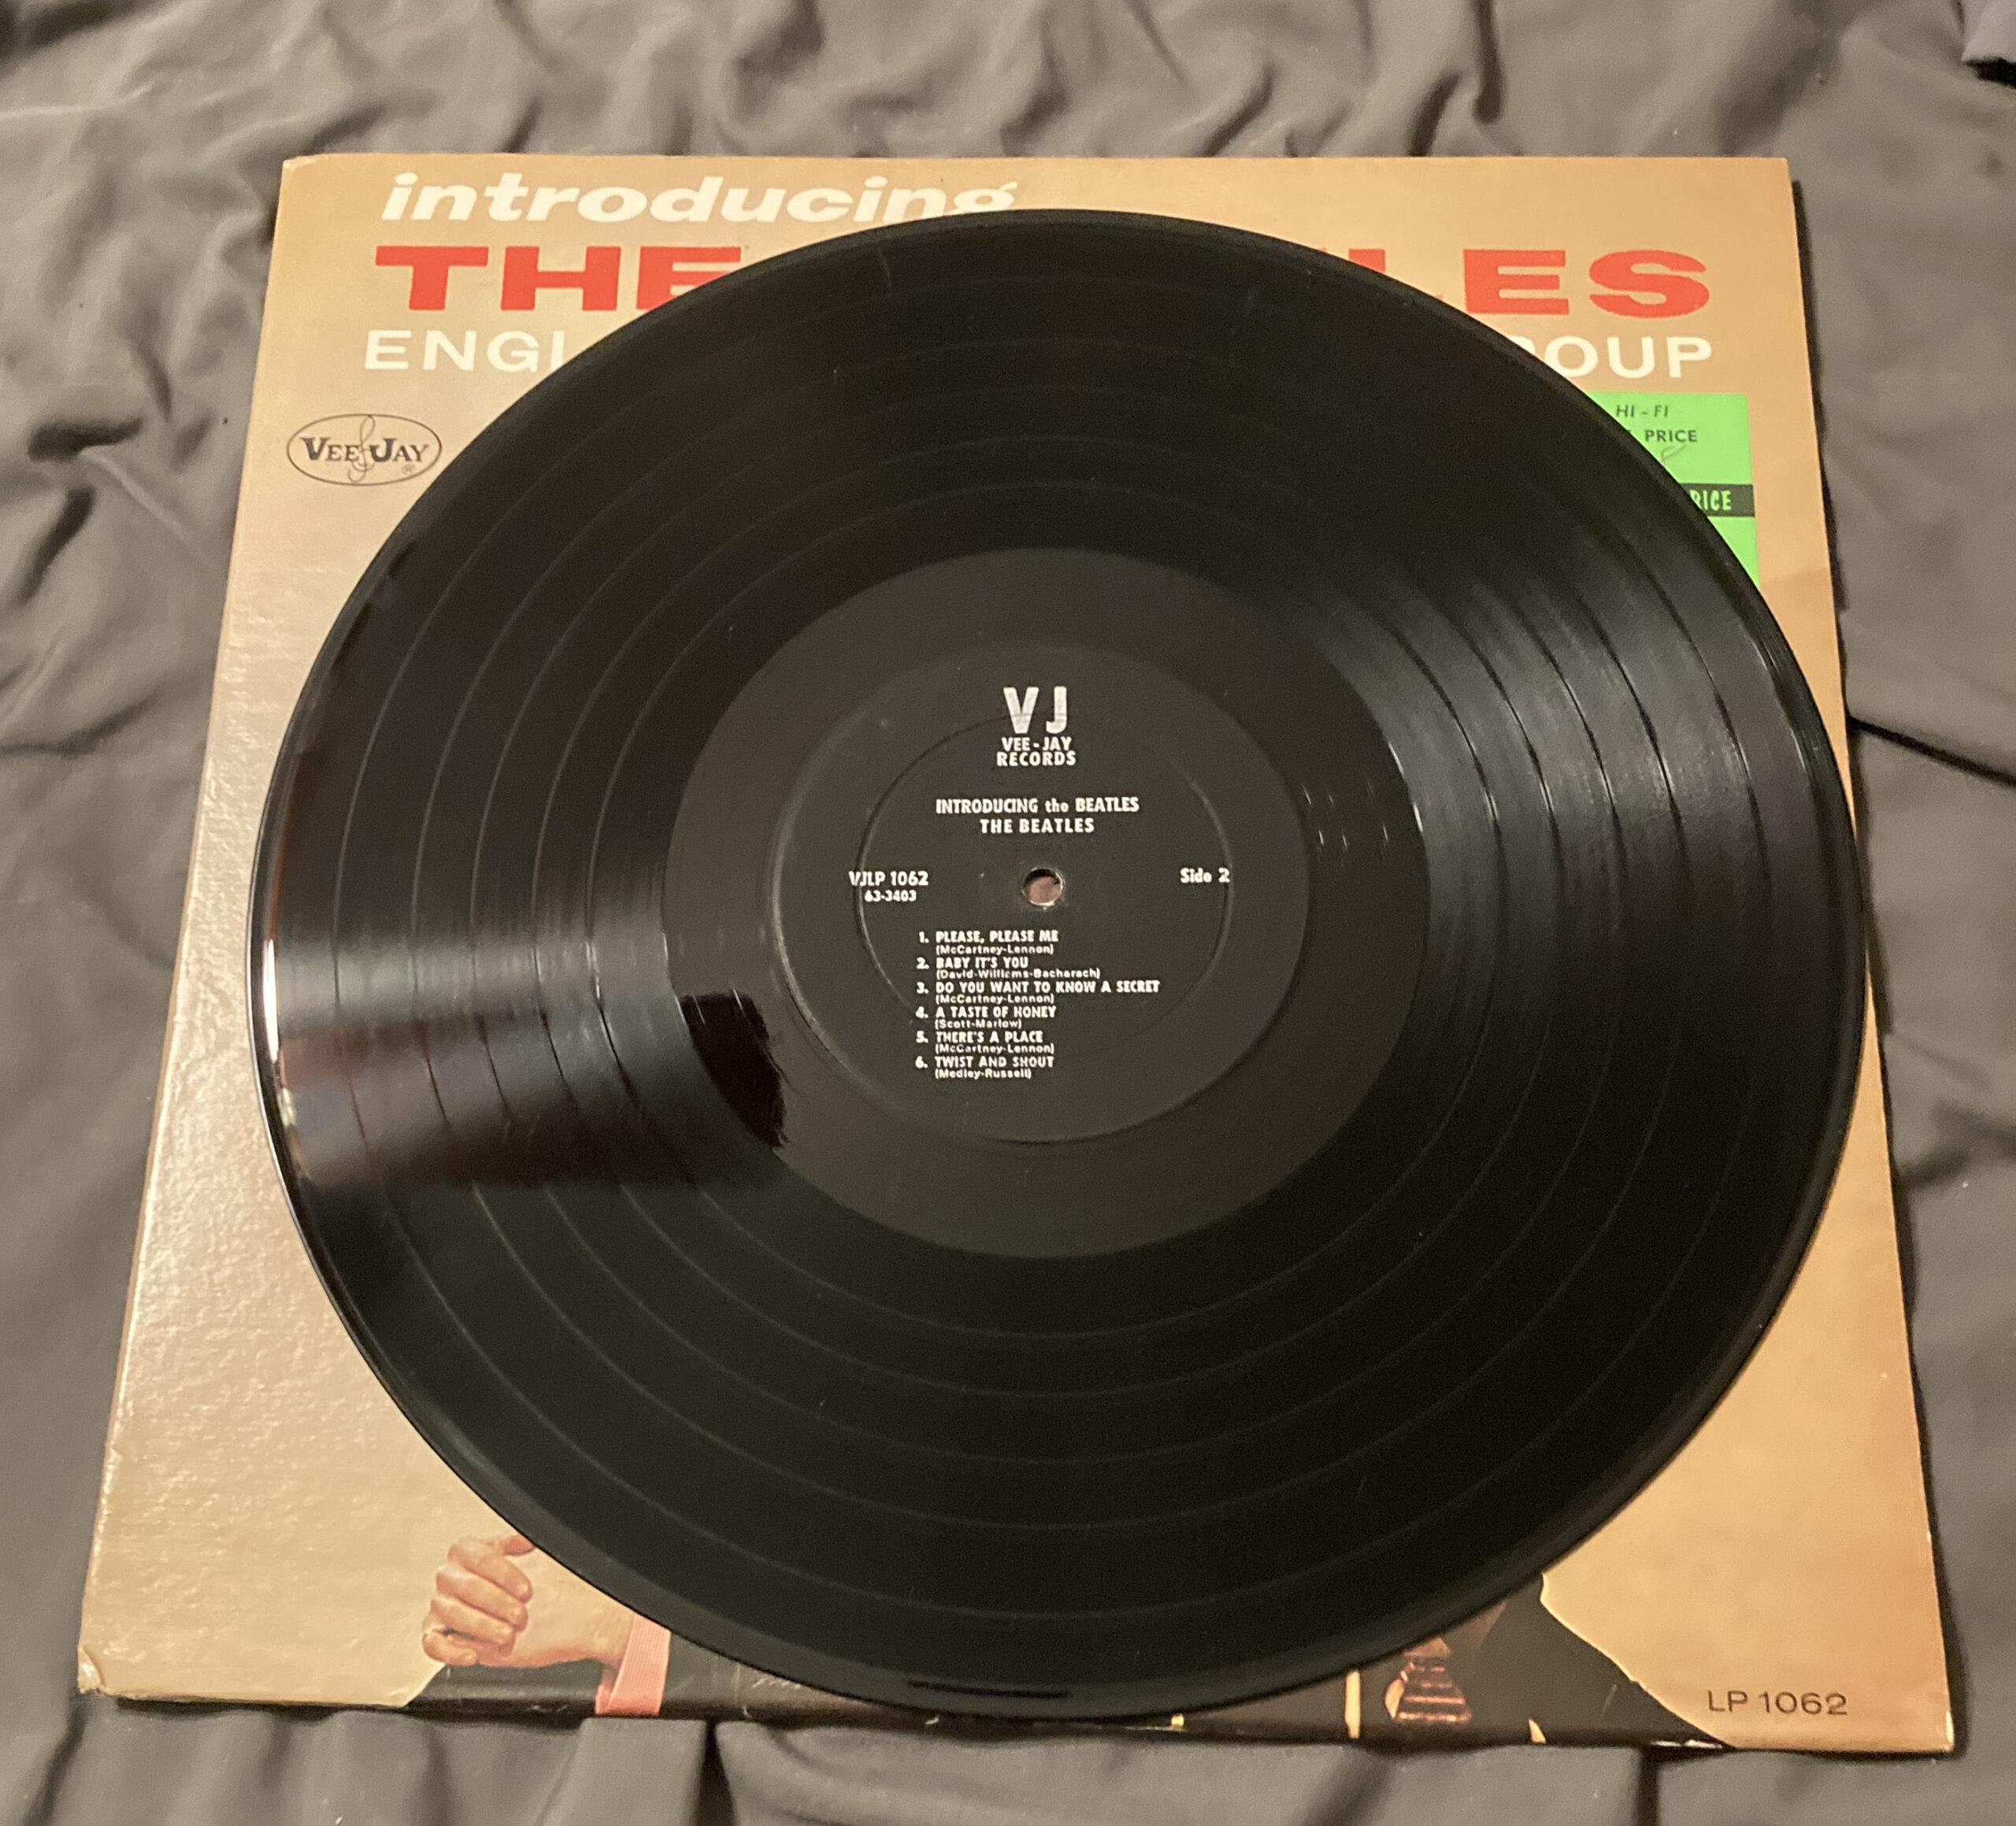 introducing
THE LES
ENGL OUP
VEE JAY
®
HI-FI
PRICE
RICE
VJ
VEE-JAY
RECORDS
INTRODUCING the BEATLES
THE BEATLES
VJLP 1062
63-3403
Side 2
1. PLEASE, PLEASE ME
(McCartney-Lennon)
2. BABY IT'S YOU
(David-Williams-Bacharach)
3. DO YOU WANT TO KNOW A SECRET
(McCartney-Lennon)
4. A TASTE OF HONEY
(Scott-Marlow)
5. THERE'S A PLACE
(McCartney-Lennon)
6. TWIST AND SHOUT
(Medley-Russell)
LP 1062